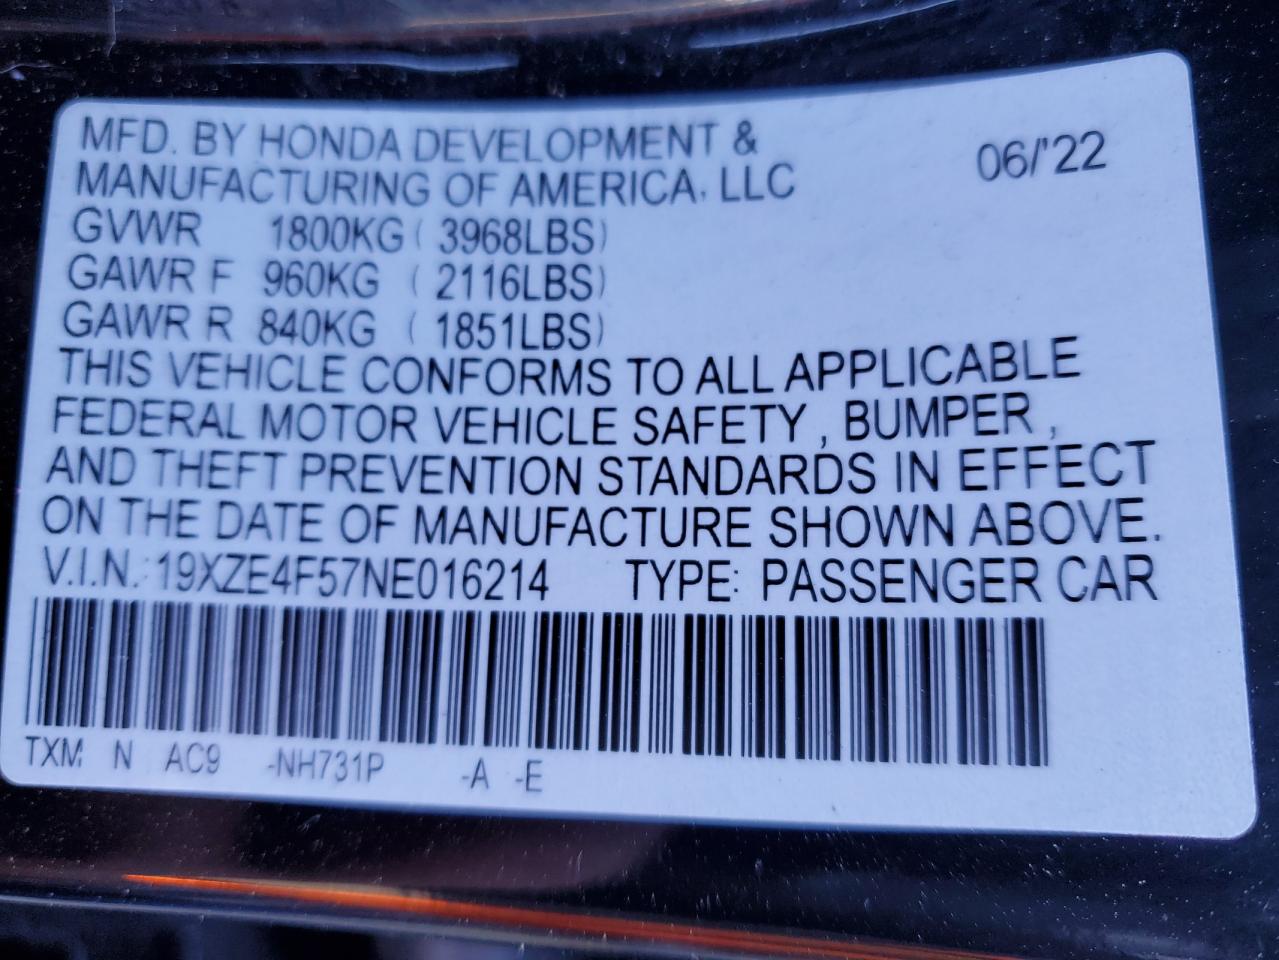 MFD. BY HONDA DEVELOPMENT & 06/'22
MANUFACTURING OF AMERICA, LLC
GVWR 1800KG ( 3968LBS)
GAWR F 960KG ( 2116LBS)
GAWR R 840KG ( 1851LBS)
THIS VEHICLE CONFORMS TO ALL APPLICABLE
FEDERAL MOTOR VEHICLE SAFETY , BUMPER ,
AND THEFT PREVENTION STANDARDS IN EFFECT
ON THE DATE OF MANUFACTURE SHOWN ABOVE.
V.I.N.: 19XZE4F57NE016214 TYPE: PASSENGER CAR
TXM N AC9 -NH731P -A -E